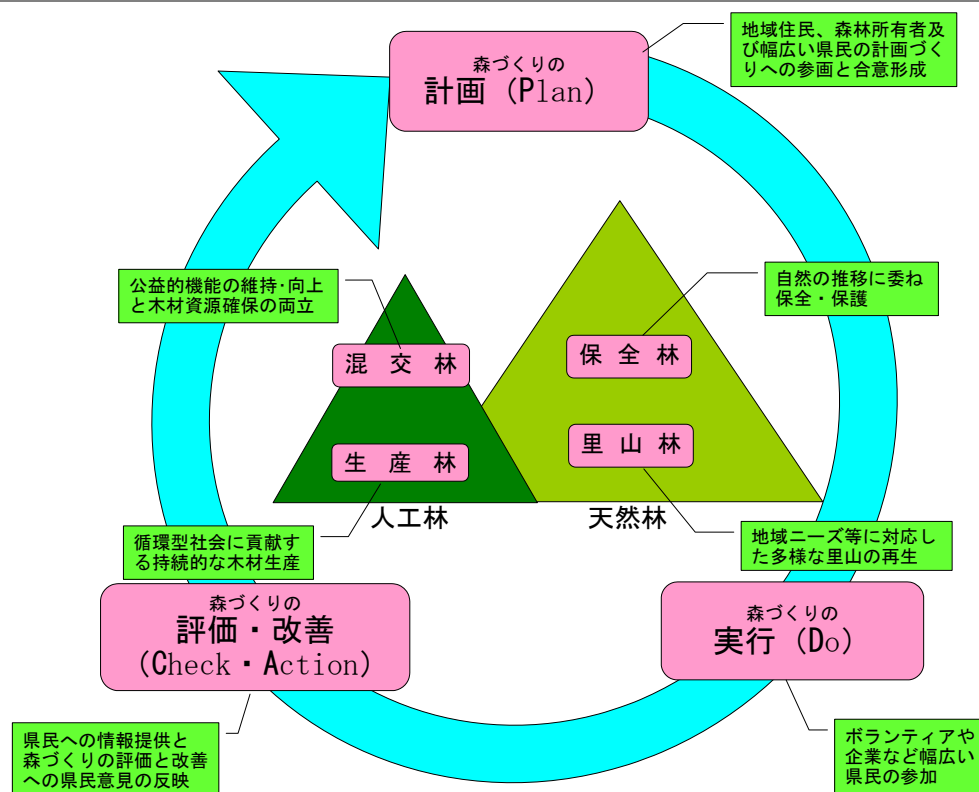 森づくりの
計画（Plan）
地域住民、森林所有者及
び幅広い県民の計画づく
りへの参画と合意形成
公益的機能の維持･向上
と木材資源確保の両立
自然の推移に委ね
保全・保護
混交林
保全林
生産林
里山林
人工林
天然林
循環型社会に貢献す
る持続的な木材生産
地域ニーズ等に対応し
た多様な里山の再生
森づくりの
評価・改善
（Check・Action）
森づくりの
実行（Do）
県民への情報提供と
森づくりの評価と改善
への県民意見の反映
ボランティアや
企業など幅広い
県民の参加